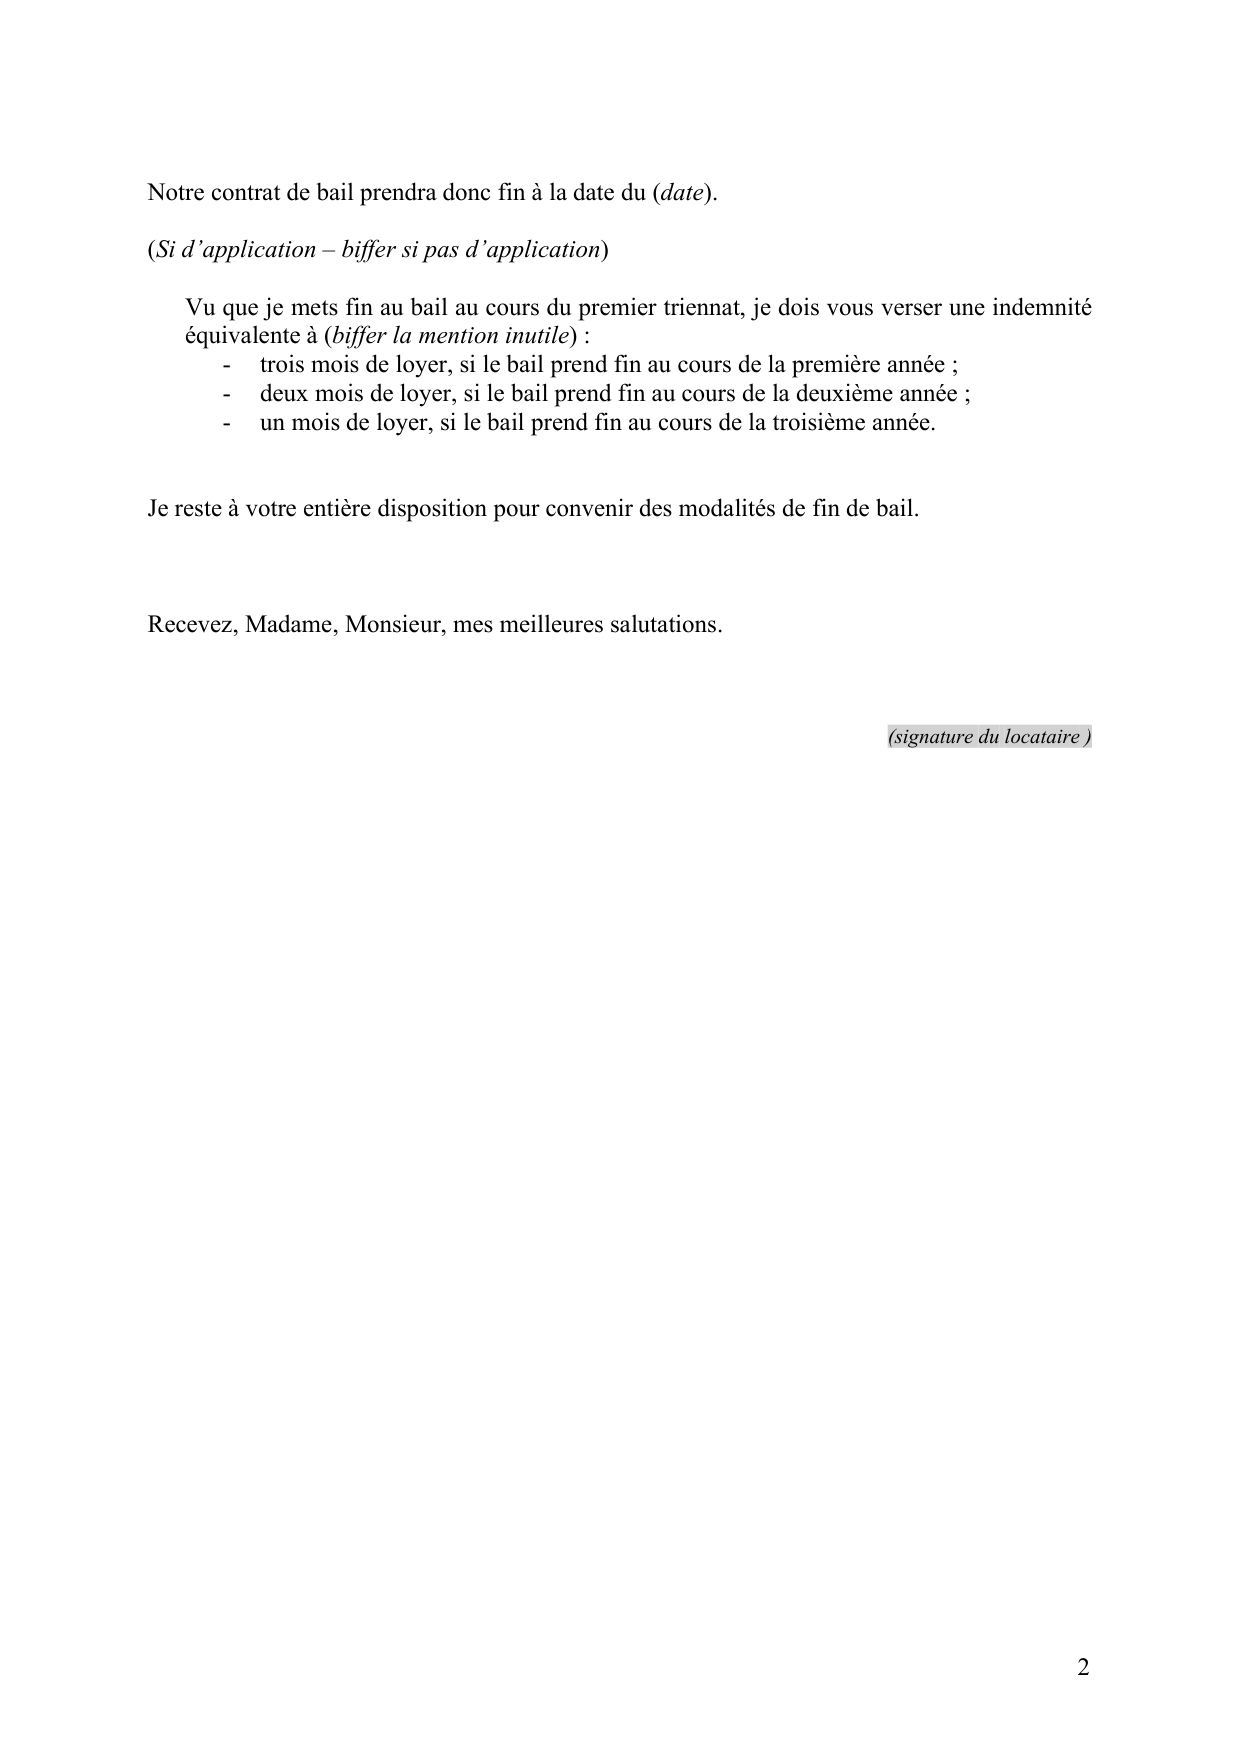 Notre contrat de bail prendra donc fin à la date du (date).
(Si d’application – biffer si pas d’application)
Vu que je mets fin au bail au cours du premier triennat, je dois vous verser une indemnité
équivalente à (biffer la mention inutile) :
- trois mois de loyer, si le bail prend fin au cours de la première année ;
- deux mois de loyer, si le bail prend fin au cours de la deuxième année ;
- un mois de loyer, si le bail prend fin au cours de la troisième année.
Je reste à votre entière disposition pour convenir des modalités de fin de bail.
Recevez, Madame, Monsieur, mes meilleures salutations.
(signature du locataire )
2